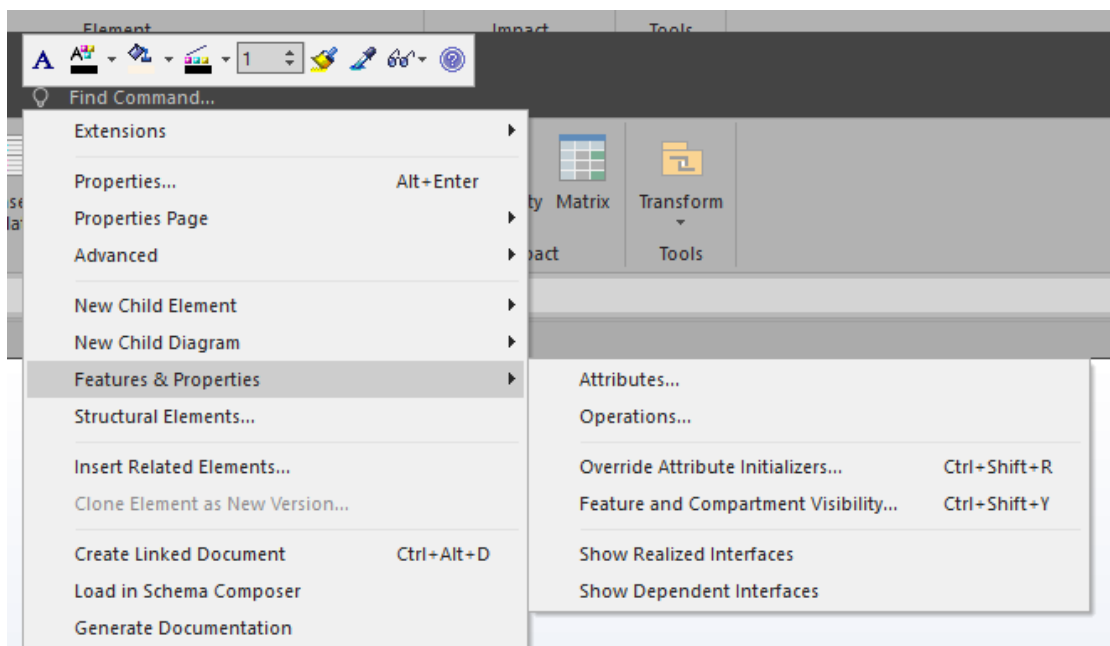 Element Impact Tools
A A 1
Find Command...
Extensions
Properties... Alt+Enter
Properties Page
Advanced
New Child Element
New Child Diagram
Features & Properties
Structural Elements...
Insert Related Elements...
Clone Element as New Version...
Create Linked Document Ctrl+Alt+D
Load in Schema Composer
Generate Documentation
Matrix
Transform
Tools
Attributes...
Operations...
Override Attribute Initializers... Ctrl+Shift+R
Feature and Compartment Visibility... Ctrl+Shift+Y
Show Realized Interfaces
Show Dependent Interfaces